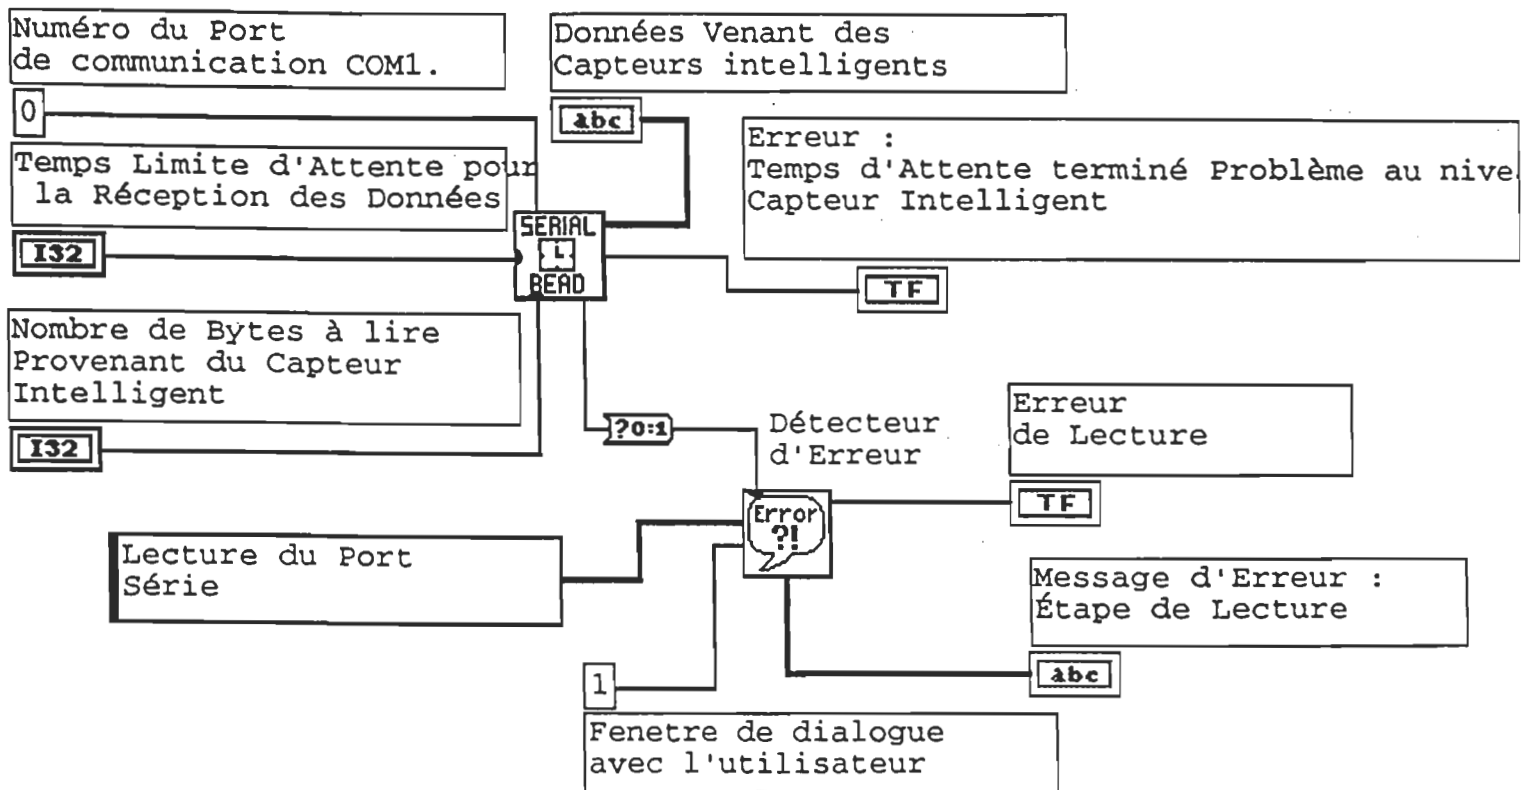 Numéro du Port
de communication COM1.
0
Données Venant des
Capteurs intelligents
abc
Temps Limite d'Attente pour
la Réception des Données
I32
Erreur :
Temps d'Attente terminé Problème au nive
Capteur Intelligent
TF
SERIAL
L
READ
Nombre de Bytes à lire
Provenant du Capteur
Intelligent
I32
?0:1
Détecteur
d'Erreur
Erreur
de Lecture
TF
Error
?!
Lecture du Port
Série
Message d'Erreur :
Étape de Lecture
abc
1
Fenetre de dialogue
avec l'utilisateur